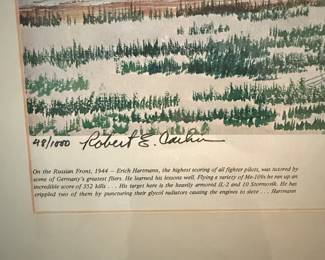 48/1000 Robert E. Carlin
On the Russian Front, 1944 – Erich Hartmann, the highest scoring of all fighter pilots, was tutored by
some of Germany's greatest fliers. He learned his lessons well. Flying a variety of Me-109s he ran up an
incredible score of 352 kills . . . His target here is the heavily armored IL-2 and 10 Stormovik. He has
crippled two of them by puncturing their glycol radiators causing the engines to sieze . . . Hartmann